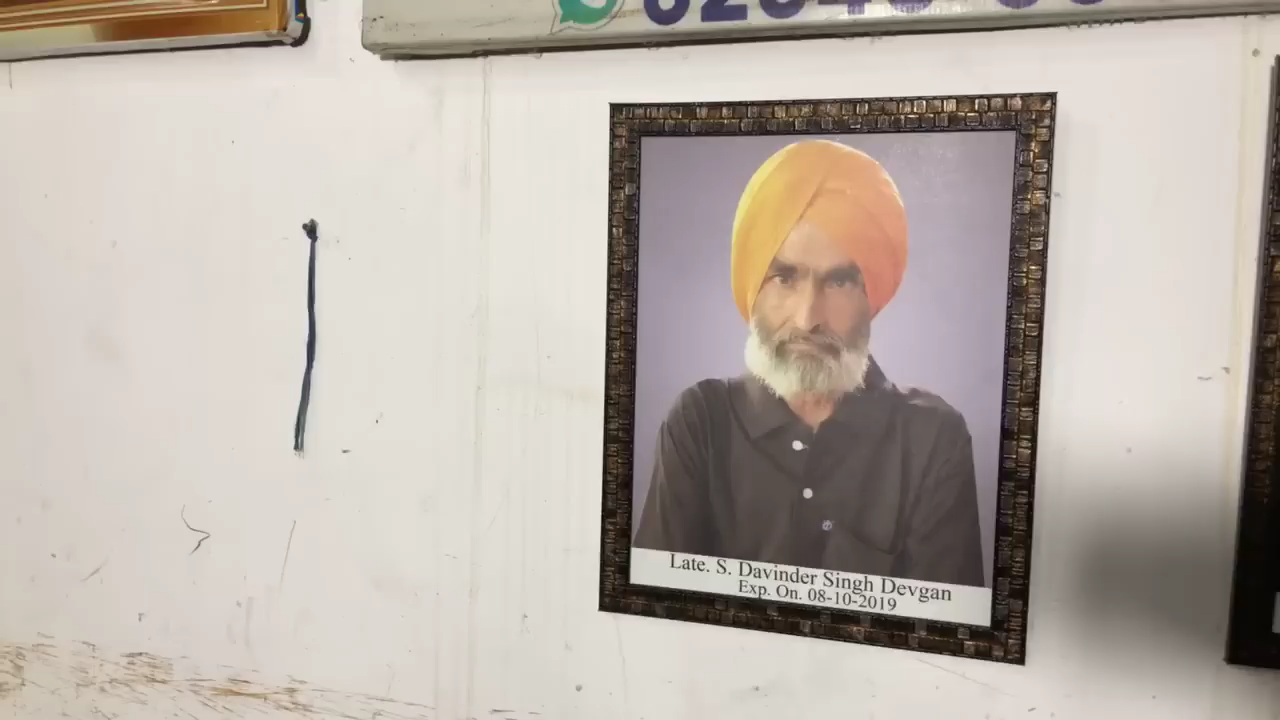 Late. S. Davinder Singh Devgan
Exp. On. 08-10-2019